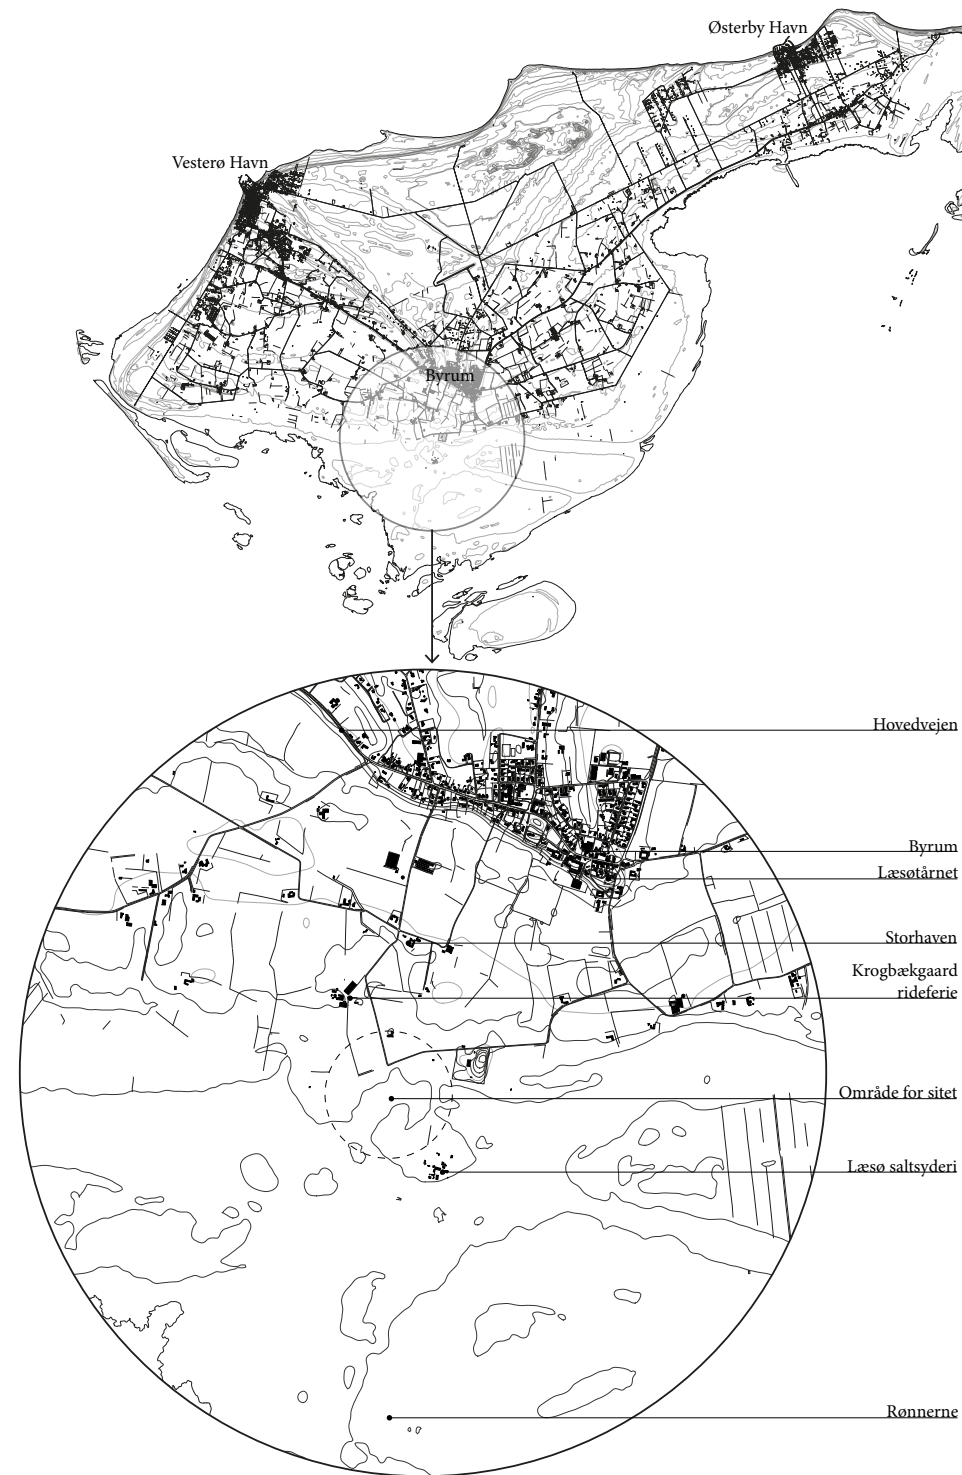 Østerby Havn
Vesterø Havn
Byrum
Hovedvejen
Byrum
Læsøtårnet
Storhaven
Krogbækgaard
rideferie
Område for sitet
Læsø saltsyderi
Rønnerne